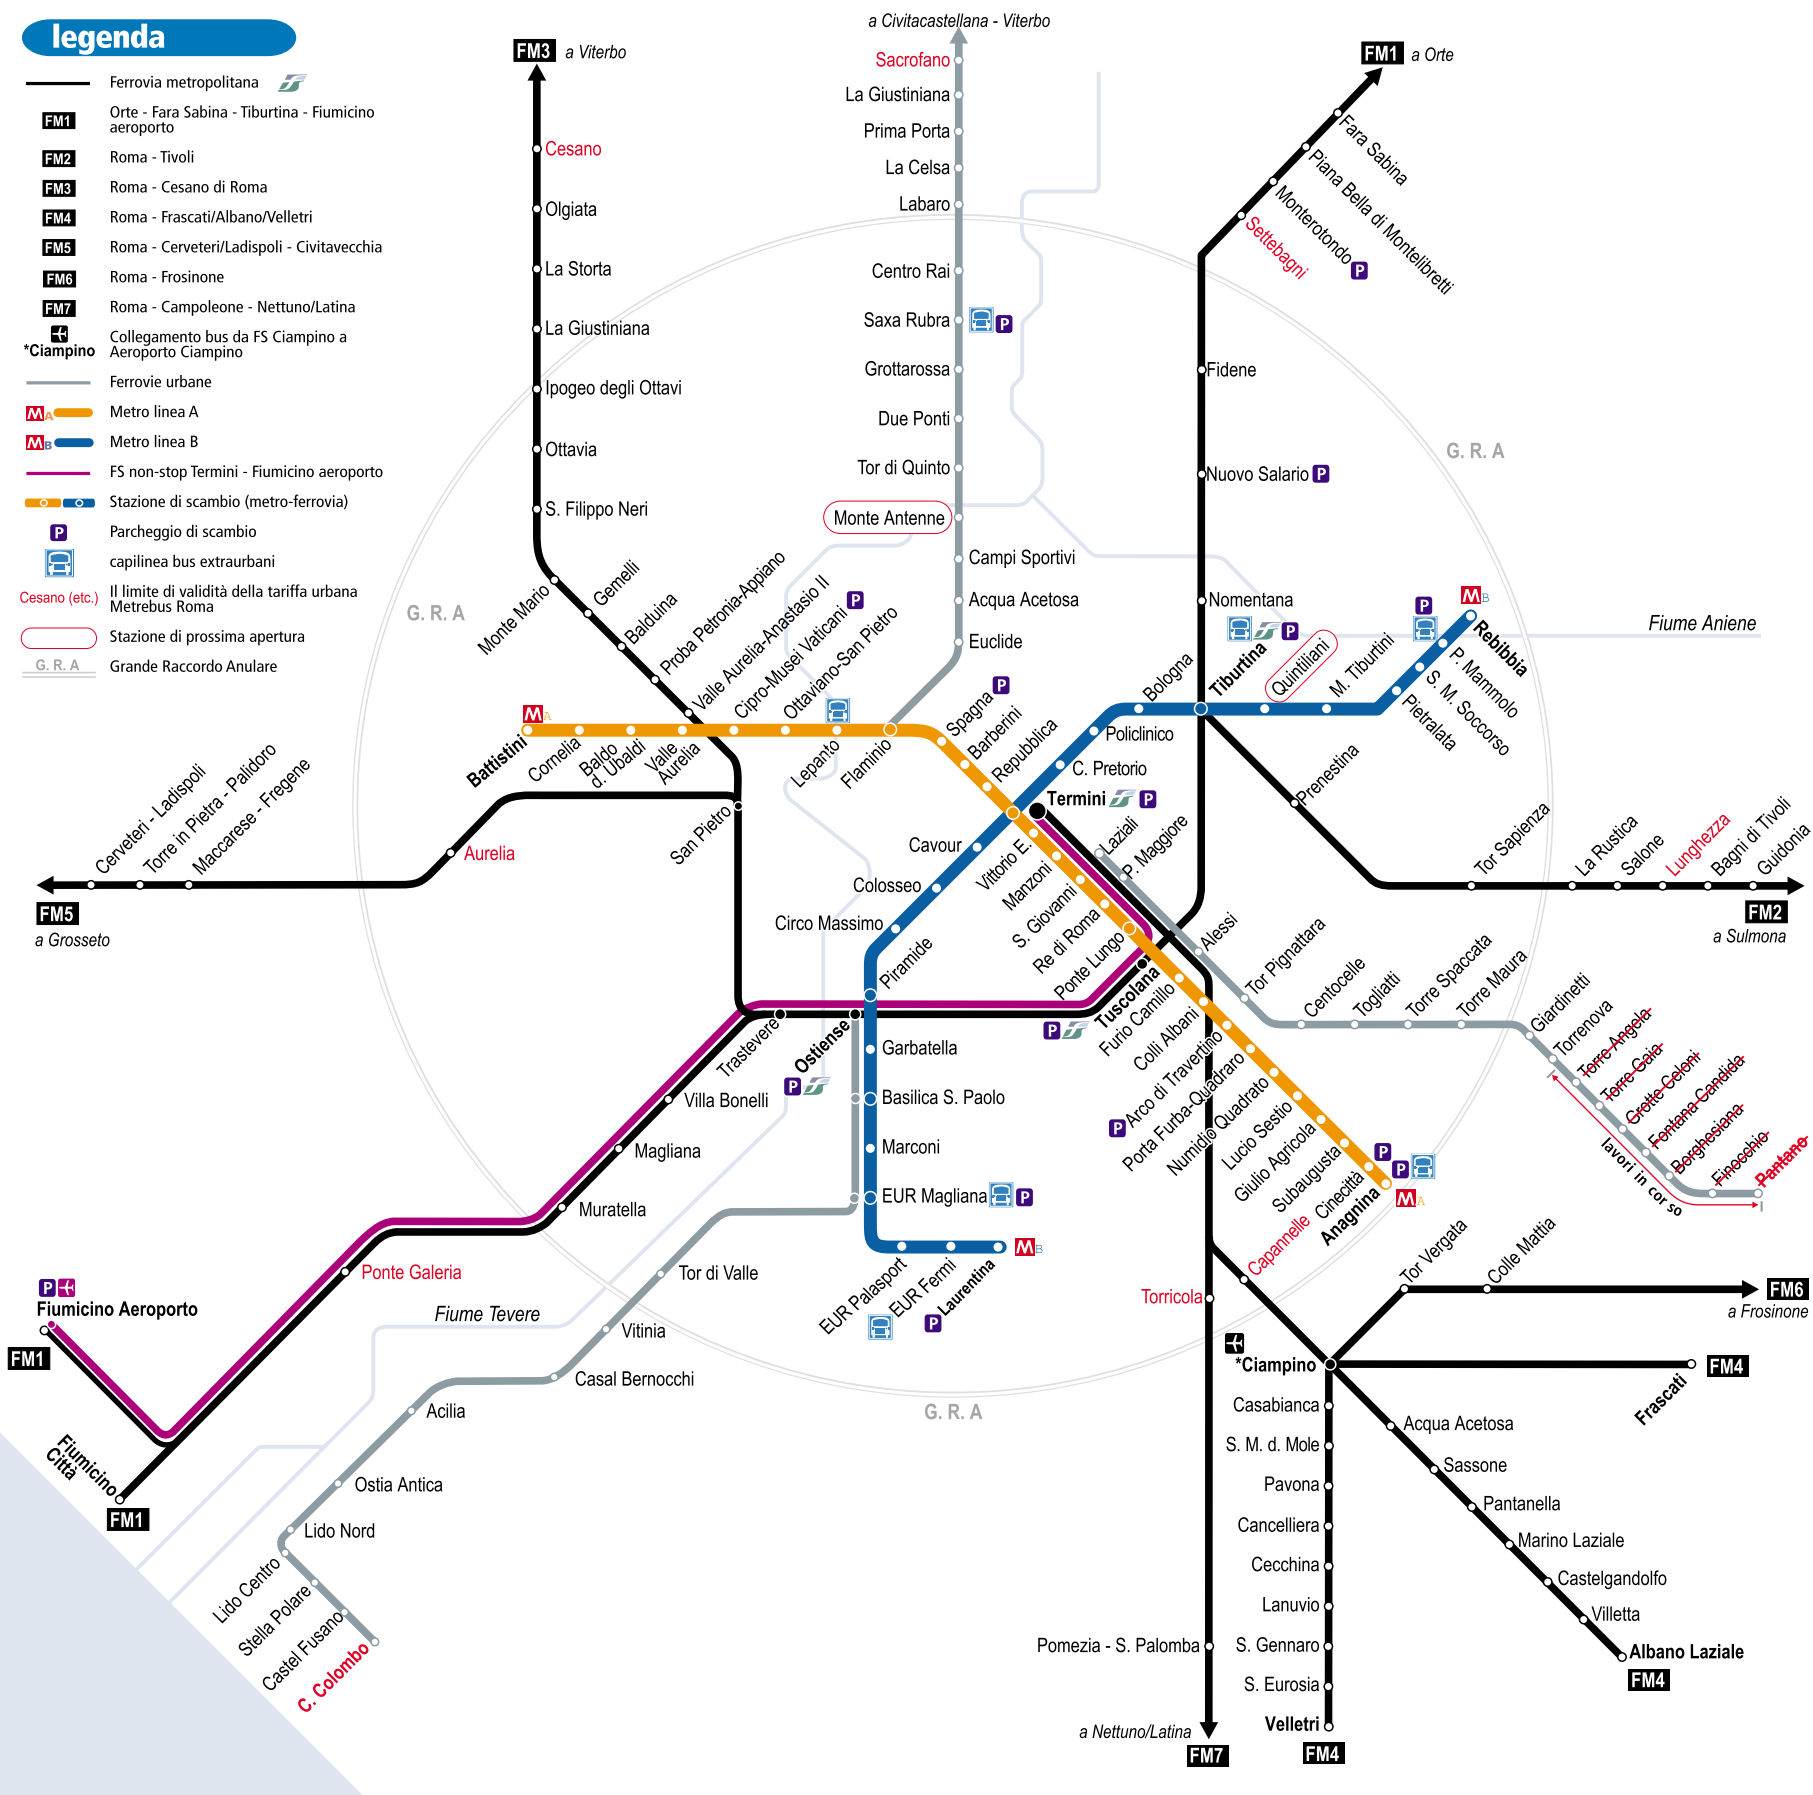 legenda
Ferrovia metropolitana
FM1
Orte - Fara Sabina - Tiburtina - Fiumicino
aeroporto
FM2
Roma - Tivoli
FM3
Roma - Cesano di Roma
FM4
Roma - Frascati/Albano/Velletri
FM5
Roma - Cerveteri/Ladispoli - Civitavecchia
FM6
Roma - Frosinone
FM7
Roma - Campoleone - Nettuno/Latina
*Ciampino
Collegamento bus da FS Ciampino a
Aeroporto Ciampino
Ferrovie urbane
MA
Metro linea A
MB
Metro linea B
FS non-stop Termini - Fiumicino aeroporto
Stazione di scambio (metro-ferrovia)
P
Parcheggio di scambio
capilinea bus extraurbani
Cesano (etc.)
Il limite di validità della tariffa urbana
Metrebus Roma
Stazione di prossima apertura
G. R. A
Grande Raccordo Anulare
FM3
a Viterbo
Cesano
Olgiata
La Storta
La Giustiniana
Ipogeo degli Ottavi
Ottavia
S. Filippo Neri
Monte Mario
Gemelli
Balduina
Proba Petronia-Appiano
Valle Aurelia-Anastasio II
San Pietro
a Civitacastellana - Viterbo
Sacrofano
La Giustiniana
Prima Porta
La Celsa
Labaro
Centro Rai
Saxa Rubra
P
Grottarossa
Due Ponti
Tor di Quinto
Monte Antenne
Campi Sportivi
Acqua Acetosa
Euclide
FM1
a Orte
Fara Sabina
Piana Bella di Montelibretti
Monterotondo
P
Settebagni
Fidene
Nuovo Salario
P
Nomentana
P
Tiburtina
G. R. A
G. R. A
G. R. A
Fiume Aniene
Fiume Tevere
MA
Battistini
Cornelia
Baldo
d. Ubaldi
Valle
Aurelia
Cipro-Musei Vaticani
P
Ottaviano-San Pietro
Lepanto
Flaminio
Spagna
P
Barberini
Repubblica
Termini
P
Vittorio E.
Manzoni
S. Giovanni
Re di Roma
Ponte Lungo
Furio Camillo
Colli Albani
Arco di Travertino
P
Porta Furba-Quadraro
Numidio Quadrato
Lucio Sestio
Giulio Agricola
Subaugusta
Cinecittà
P
Anagnina
P
MA
MB
Rebibbia
P
P. Mammolo
S. M. Soccorso
Pietralata
M. Tiburtini
Quintiliani
Bologna
Policlinico
C. Pretorio
Cavour
Colosseo
Circo Massimo
Piramide
Garbatella
Basilica S. Paolo
Marconi
EUR Magliana
P
EUR Palasport
EUR Fermi
Laurentina
P
MB
Cerveteri - Ladispoli
Torre in Pietra - Palidoro
Maccarese - Fregene
Aurelia
FM5
a Grosseto
Prenestina
Tor Sapienza
La Rustica
Salone
Lunghezza
Bagni di Tivoli
Guidonia
FM2
a Sulmona
Laziali
P. Maggiore
Alessi
Tor Pignattara
Centocelle
Togliatti
Torre Spaccata
Torre Maura
Giardinetti
Torrenova
Torre Angela
Torre Gaia
Grotte Celoni
Fontana Candida
Borghesiana
Finocchio
Pantano
lavori in cor so
Tuscolana
P
Ostiense
P
Trastevere
Villa Bonelli
Magliana
Muratella
Ponte Galeria
P
Fiumicino Aeroporto
FM1
Fiumicino
Città
FM1
Tor di Valle
Vitinia
Casal Bernocchi
Acilia
Ostia Antica
Lido Nord
Lido Centro
Stella Polare
Castel Fusano
C. Colombo
Torricola
Capannelle
Tor Vergata
Colle Mattia
FM6
a Frosinone
*Ciampino
FM4
Frascati
Casabianca
S. M. d. Mole
Pavona
Cancelliera
Cecchina
Lanuvio
S. Gennaro
S. Eurosia
Velletri
FM4
Acqua Acetosa
Sassone
Pantanella
Marino Laziale
Castelgandolfo
Villetta
Albano Laziale
FM4
Pomezia - S. Palomba
a Nettuno/Latina
FM7